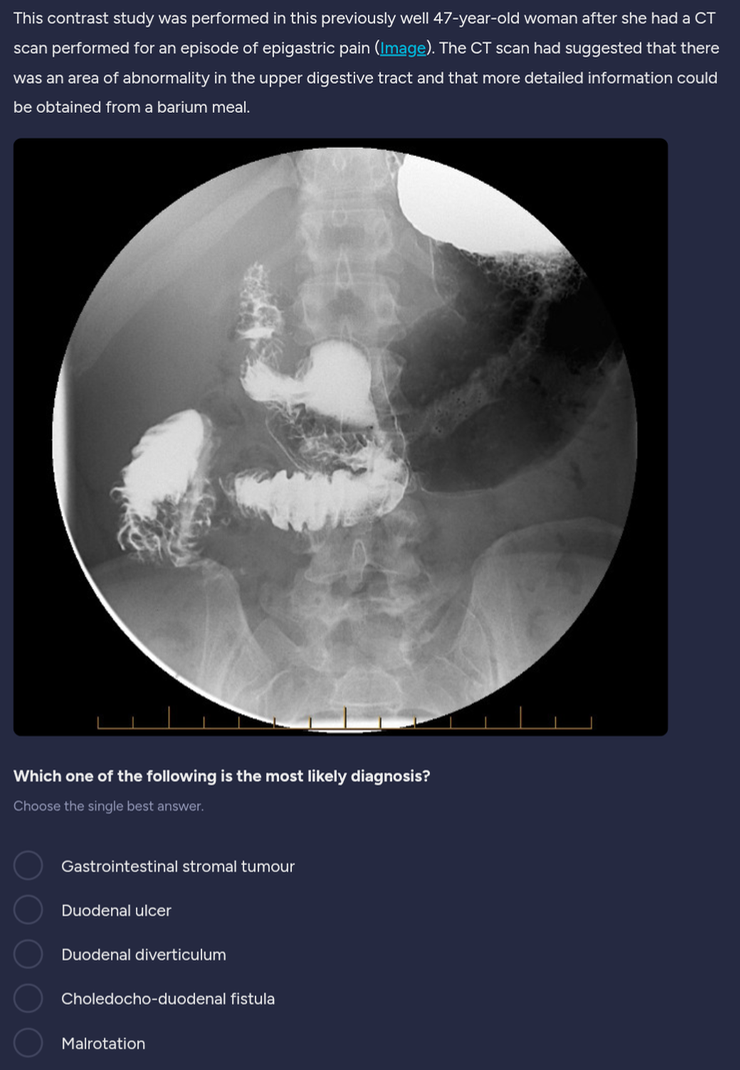 This contrast study was performed in this previously well 47-year-old woman after she had a CT
scan performed for an episode of epigastric pain (Image). The CT scan had suggested that there
was an area of abnormality in the upper digestive tract and that more detailed information could
be obtained from a barium meal.
Which one of the following is the most likely diagnosis?
Choose the single best answer.
Gastrointestinal stromal tumour
Duodenal ulcer
Duodenal diverticulum
Choledocho-duodenal fistula
Malrotation